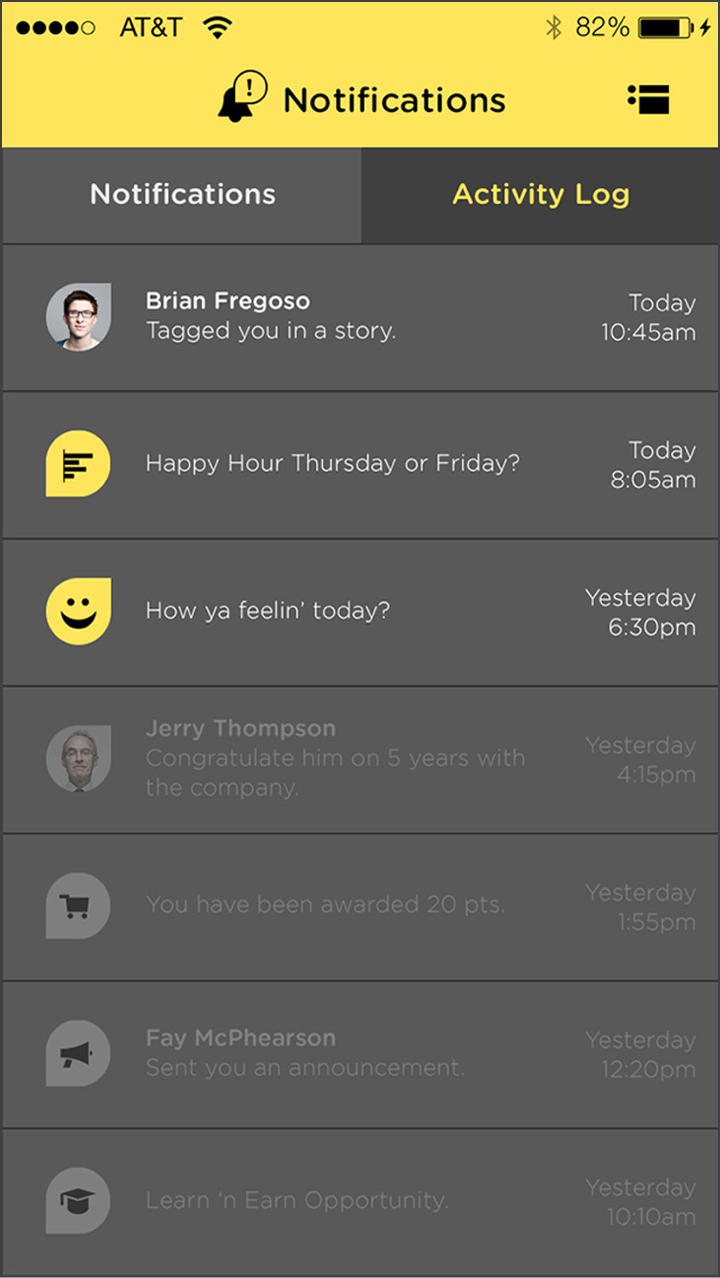 AT&T 82%
! Notifications
Notifications Activity Log
Brian Fregoso Today
Tagged you in a story. 10:45am
Happy Hour Thursday or Friday? Today
8:05am
How ya feelin’ today? Yesterday
6:30pm
Jerry Thompson
Congratulate him on 5 years with Yesterday
the company. 4:15pm
You have been awarded 20 pts. Yesterday
1:55pm
Fay McPhearson Yesterday
Sent you an announcement. 12:20pm
Learn ‘n Earn Opportunity. Yesterday
10:10am